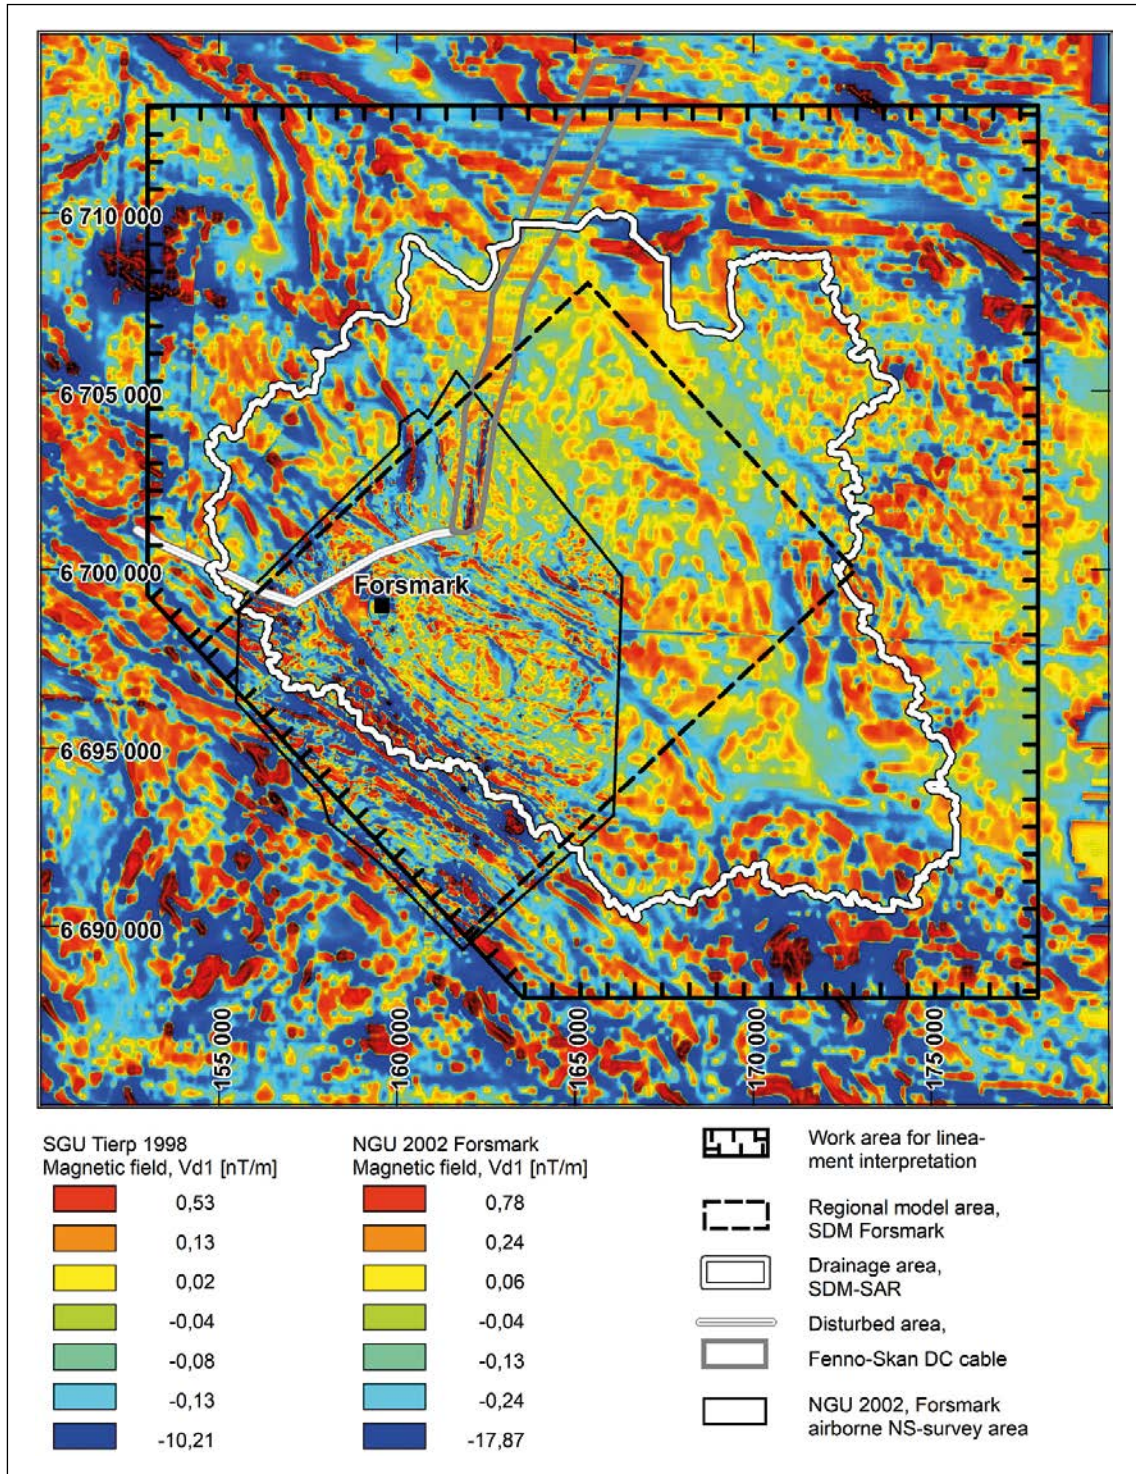 6 710 000
6 705 000
6 700 000
Forsmark
6 695 000
6 690 000
155 000
160 000
165 000
170 000
175 000
SGU Tierp 1998
Magnetic field, Vd1 [nT/m]
0,53
0,13
0,02
-0,04
-0,08
-0,13
-10,21
NGU 2002 Forsmark
Magnetic field, Vd1 [nT/m]
0,78
0,24
0,06
-0,04
-0,13
-0,24
-17,87
Work area for linea-
ment interpretation
Regional model area,
SDM Forsmark
Drainage area,
SDM-SAR
Disturbed area,
Fenno-Skan DC cable
NGU 2002, Forsmark
airborne NS-survey area